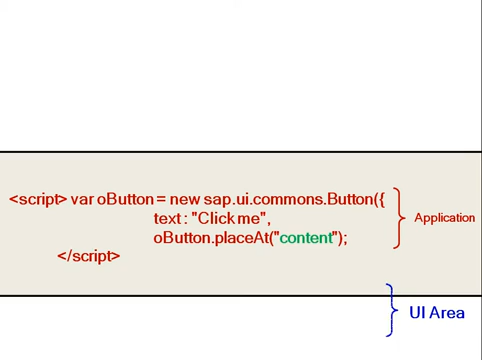 <script> var oButton = new sap.ui.commons.Button({
text : "Click me",
oButton.placeAt("content");
</script>
Application
UI Area